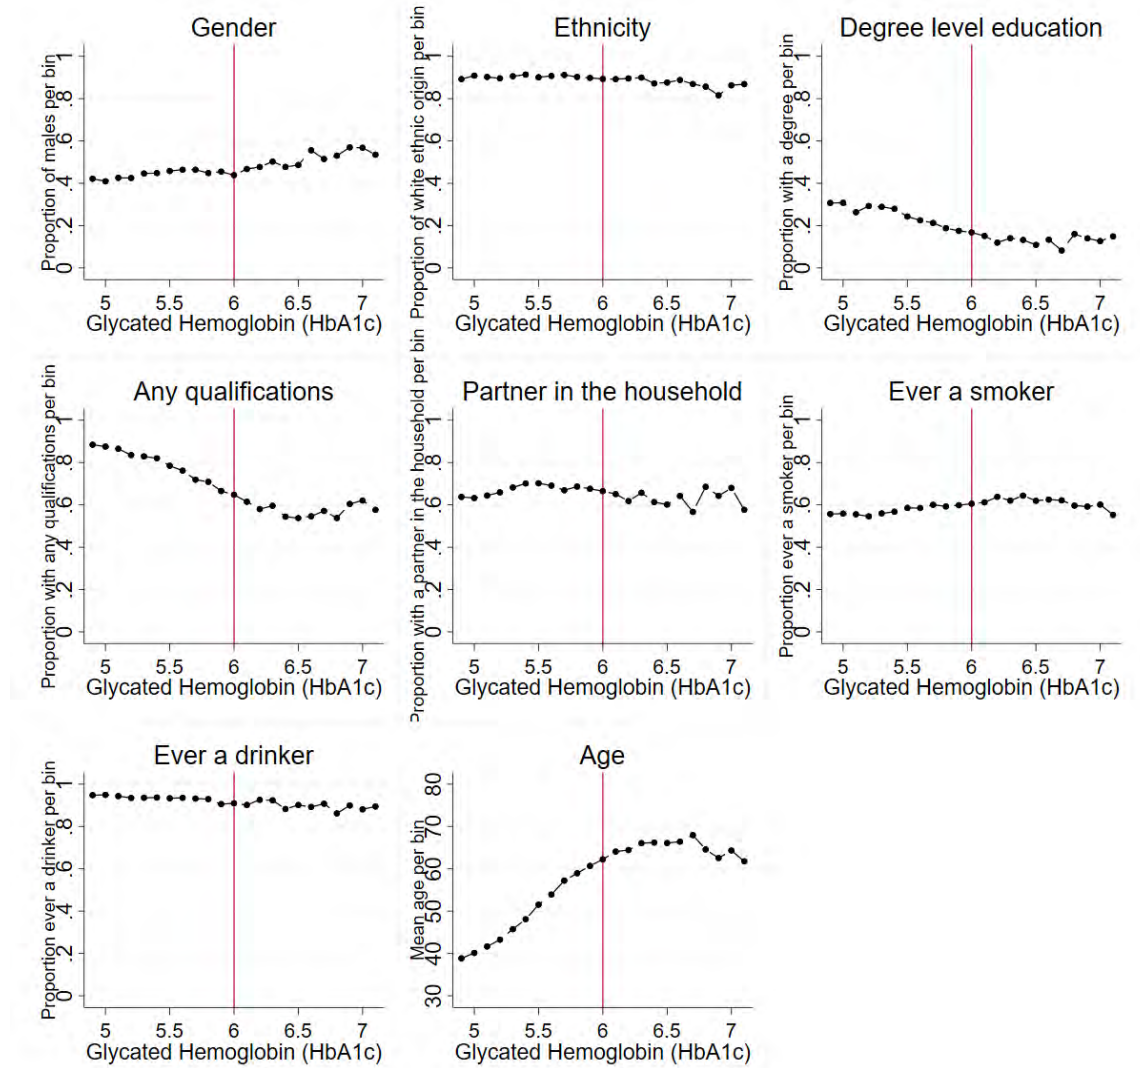 Gender
Proportion of males per bin
1
.8
.6
.4
.2
0
5 5.5 6 6.5 7
Glycated Hemoglobin (HbA1c)
Ethnicity
Proportion of white ethnic origin per bin
1
.8
.6
.4
.2
0
5 5.5 6 6.5 7
Glycated Hemoglobin (HbA1c)
Degree level education
Proportion with a degree per bin
1
.8
.6
.4
.2
0
5 5.5 6 6.5 7
Glycated Hemoglobin (HbA1c)
Any qualifications
Proportion with any qualifications per bin
1
.8
.6
.4
.2
0
5 5.5 6 6.5 7
Glycated Hemoglobin (HbA1c)
Partner in the household
Proportion with a partner in the household per bin
1
.8
.6
.4
.2
0
5 5.5 6 6.5 7
Glycated Hemoglobin (HbA1c)
Ever a smoker
Proportion ever a smoker per bin
1
.8
.6
.4
.2
0
5 5.5 6 6.5 7
Glycated Hemoglobin (HbA1c)
Ever a drinker
Proportion ever a drinker per bin
1
.8
.6
.4
.2
0
5 5.5 6 6.5 7
Glycated Hemoglobin (HbA1c)
Age
Mean age per bin
80
70
60
50
40
30
5 5.5 6 6.5 7
Glycated Hemoglobin (HbA1c)